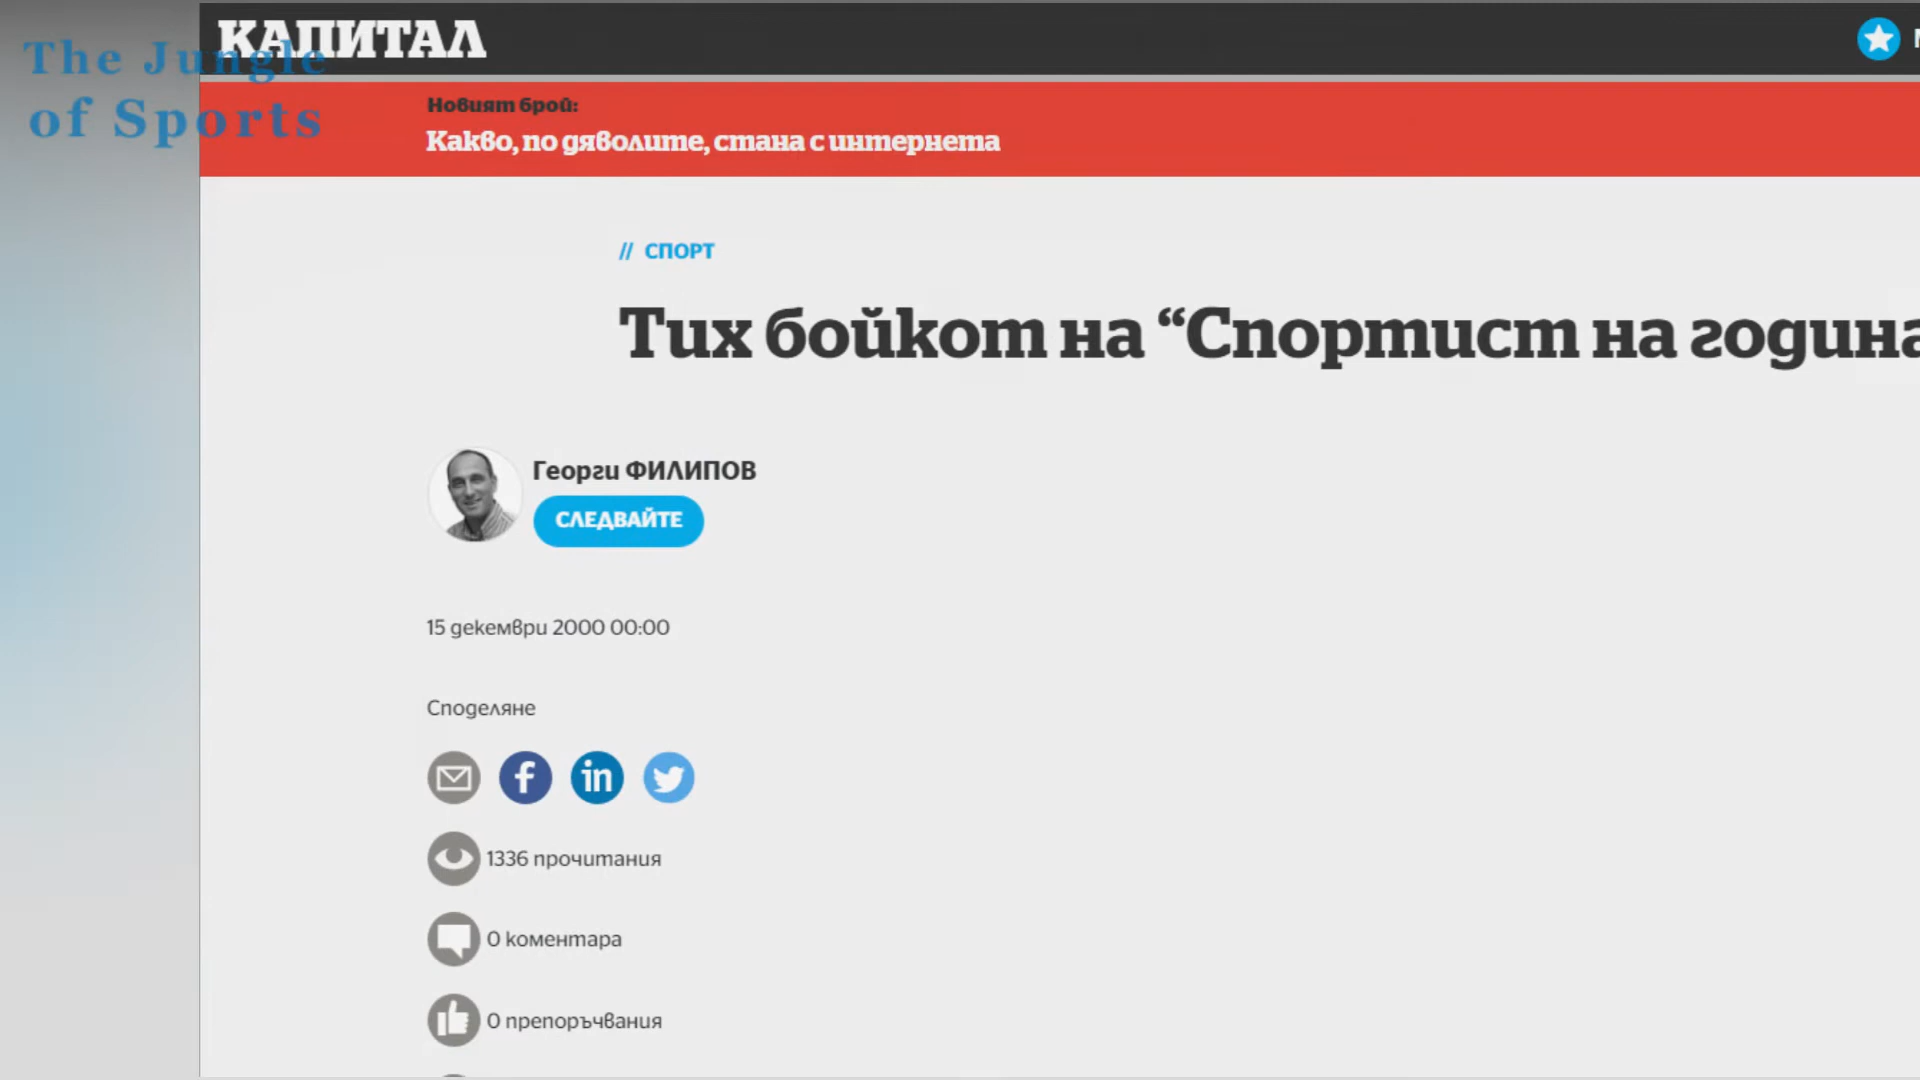 The Jungle
of Sports
КАПИТАЛ
Новият брой:
Какво, по дяволите, стана с интернета
// СПОРТ
Тих бойкот на “Спортист на година
Георги ФИЛИПОВ
СЛЕДВАЙТЕ
15 декември 2000 00:00
Споделяне
1336 прочитания
0 коментара
0 препоръчвания